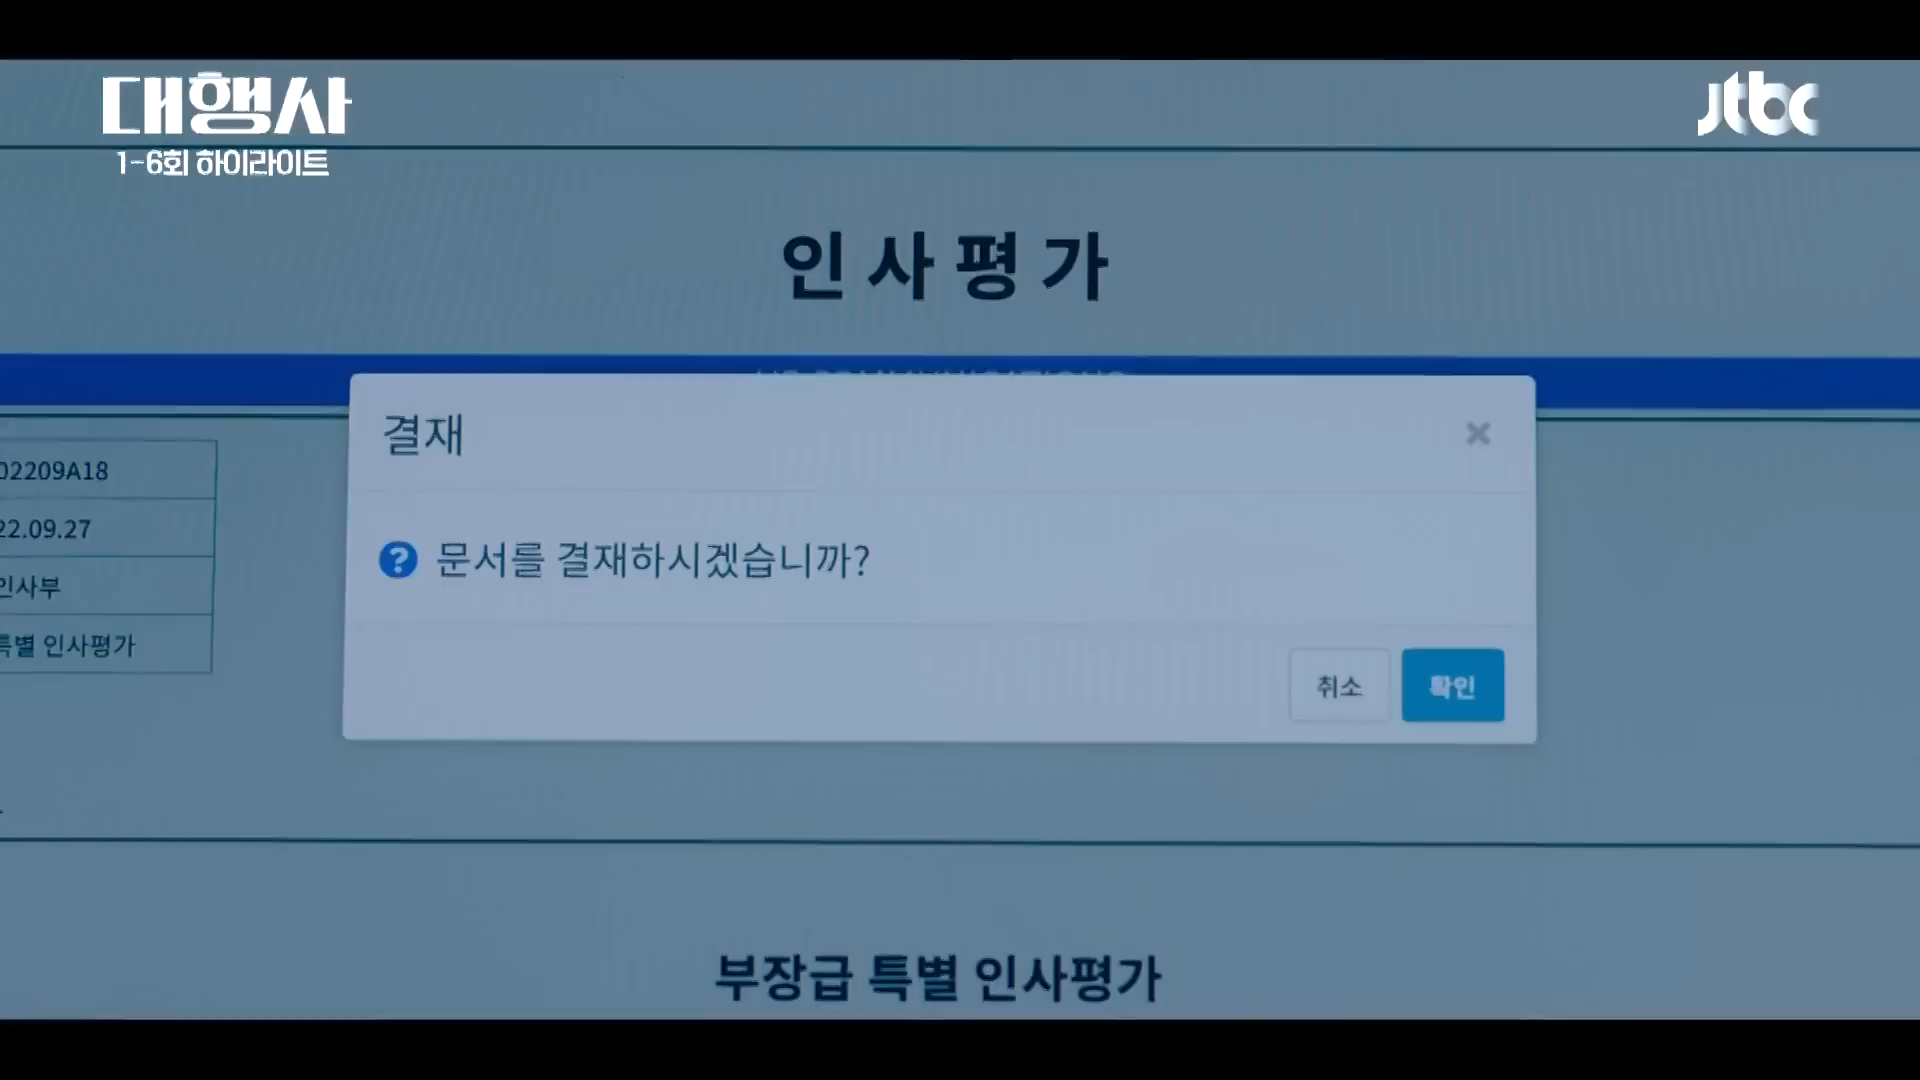 대행사
1-6회 하이라이트
jtbc
인사평가
결재
02209A18
22.09.27
문서를 결재하시겠습니까?
인사부
특별 인사평가
취소
확인
부장급 특별 인사평가